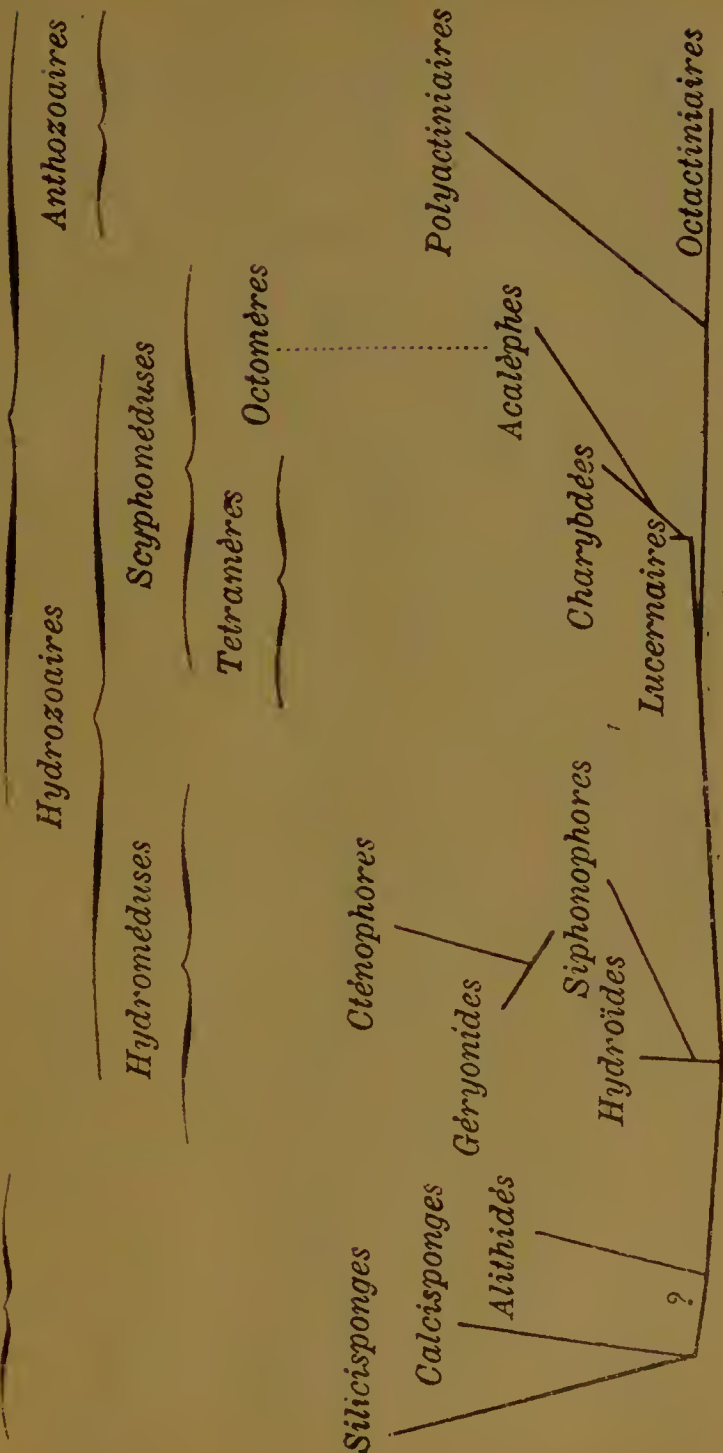 Hydrozoaires
Anthozoaires
Hydroméduses
Scyphoméduses
Tetramères
Octomères
Silicisponges
Cténophores
Calcisponges
Géryonides
Acalèphes
Polyactiniaires
Alithidés
Siphonophores
Charybdées
Hydroïdes
Lucernaires
?
Octactiniaires